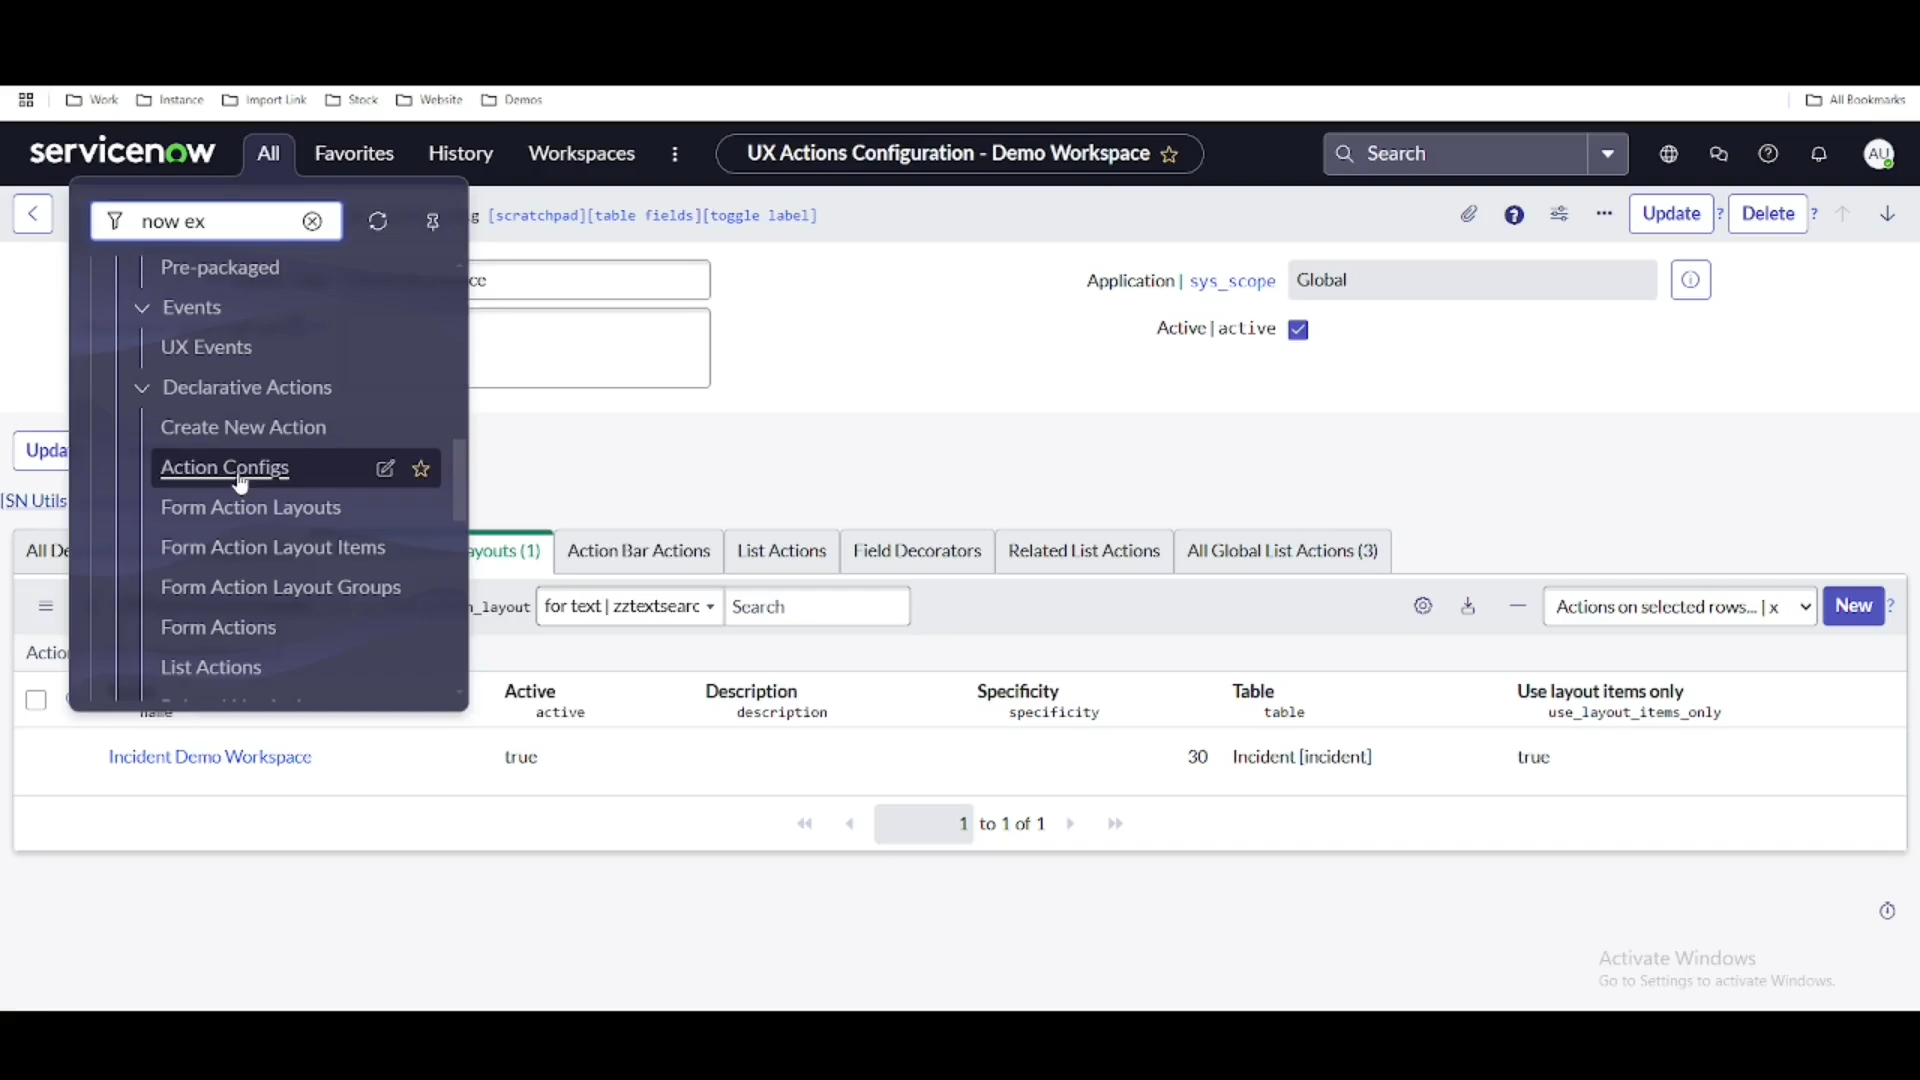 Work Instance Import Link Stock Website Demos All Bookmarks
servicenow All Favorites History Workspaces UX Actions Configuration - Demo Workspace Search AU
now ex g [scratchpad][table fields][toggle label] Update ? Delete ?
Pre-packaged
ce Application | sys_scope Global
Events
Active | active
UX Events
Declarative Actions
Create New Action
Upda
Action Configs
[SN Utils
Form Action Layouts
All De ayouts (1) Action Bar Actions List Actions Field Decorators Related List Actions All Global List Actions (3)
Form Action Layout Items
Form Action Layout Groups
n_layout for text | zztextsearc Search Actions on selected rows... | x New ?
Form Actions
Actio
List Actions
Active Description Specificity Table Use layout items only
name active description specificity table use_layout_items_only
Incident Demo Workspace true 30 Incident [incident] true
1 to 1 of 1
Activate Windows
Go to Settings to activate Windows.